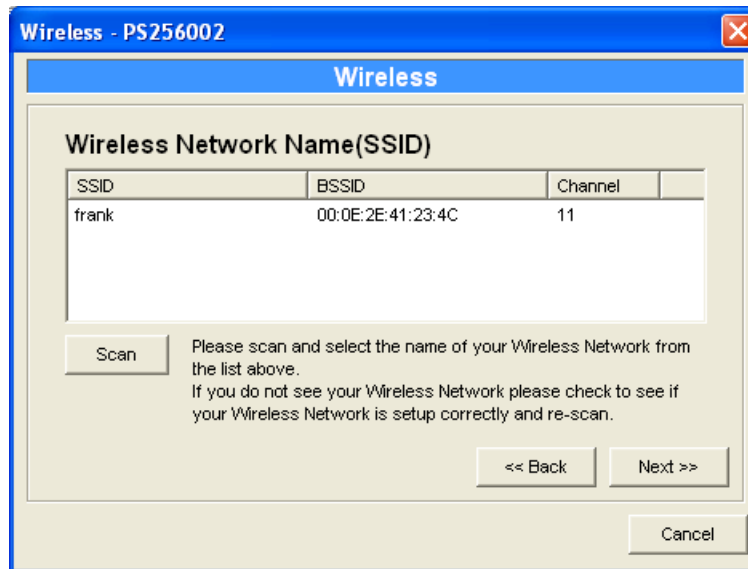 Wireless - PS256002
Wireless
Wireless Network Name(SSID)
SSID BSSID Channel
frank 00:0E:2E:41:23:4C 11
Scan
Please scan and select the name of your Wireless Network from
the list above.
If you do not see your Wireless Network please check to see if
your Wireless Network is setup correctly and re-scan.
<< Back Next >>
Cancel